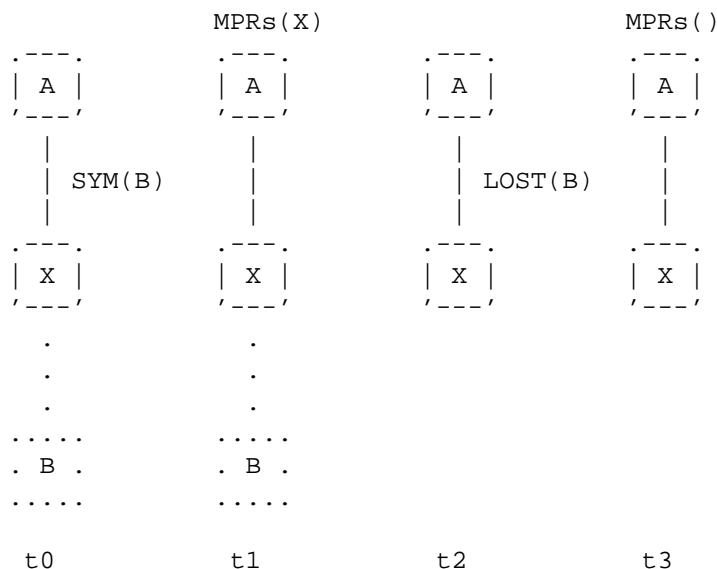 MPRs(X) MPRs()
A A A A
SYM(B) LOST(B)
X X X X
B B
t0 t1 t2 t3